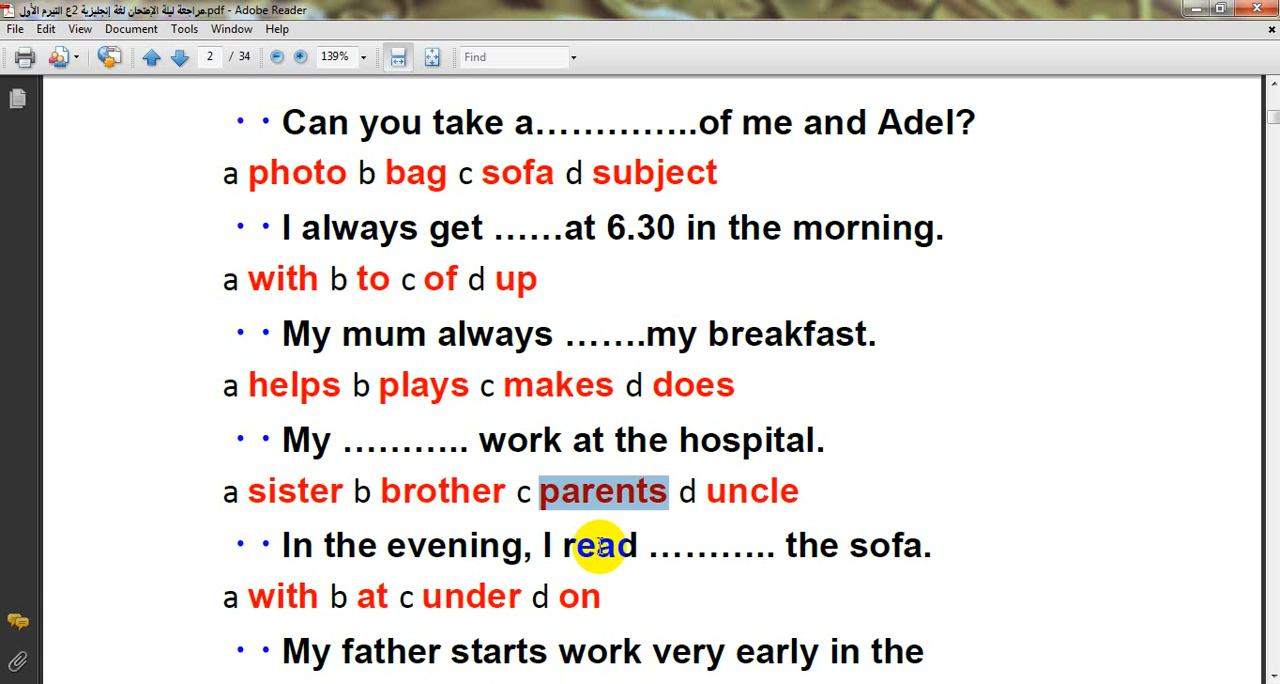 مراجعة ليلة الإمتحان لغة إنجليزية 2ع التيرم الأول.pdf - Adobe Reader
File Edit View Document Tools Window Help
2 / 34 139% Find
· · Can you take a…………..of me and Adel?
a photo b bag c sofa d subject
· · I always get ……at 6.30 in the morning.
a with b to c of d up
· · My mum always …….my breakfast.
a helps b plays c makes d does
· · My ……….. work at the hospital.
a sister b brother c parents d uncle
· · In the evening, I read ……….. the sofa.
a with b at c under d on
· · My father starts work very early in the